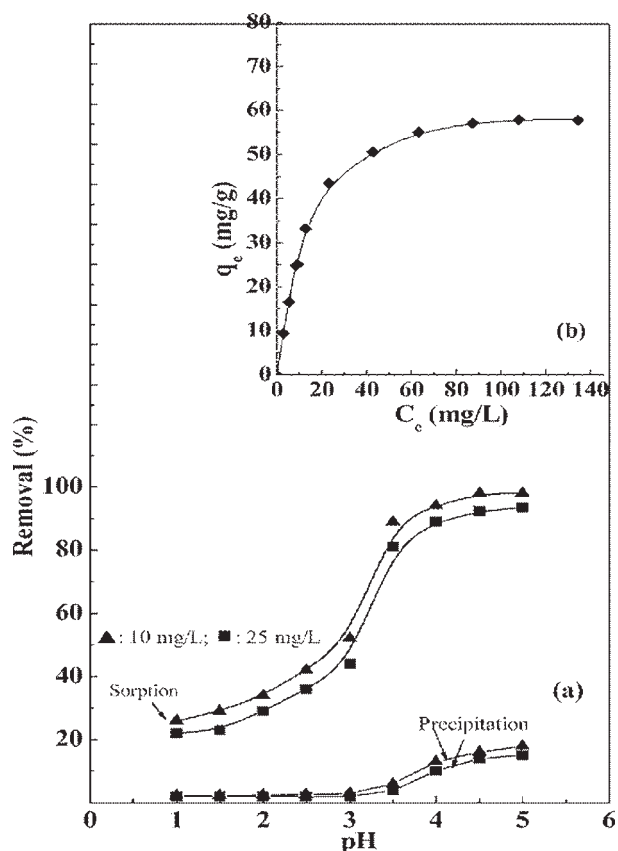 80
70
60
50
40
30
20
10
0
q_e (mg/g)
(b)
0 20 40 60 80 100 120 140
C_e (mg/L)
Removal (%)
100
80
60
40
20
▲: 10 mg/L; ■: 25 mg/L
Sorption
(a)
Precipitation
0 1 2 3 4 5 6
pH